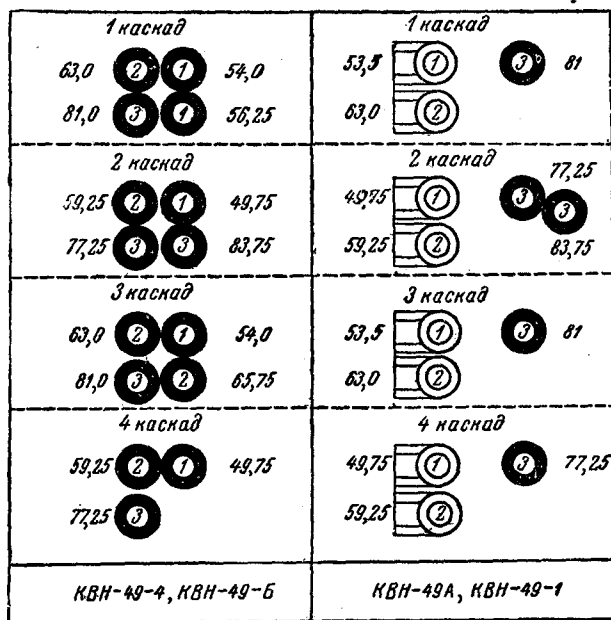 1 каскад
63,0 2 1 54,0
81,0 3 1 56,25
2 каскад
59,25 2 1 49,75
77,25 3 3 83,75
3 каскад
63,0 2 1 54,0
81,0 3 2 65,75
4 каскад
59,25 2 1 49,75
77,25 3
КВН-49-4, КВН-49-Б
1 каскад
53,5 1 3 81
63,0 2
2 каскад
77,25
49,75 1 3
3
59,25 2 83,75
3 каскад
53,5 1 3 81
63,0 2
4 каскад
49,75 1 3 77,25
59,25 2
КВН-49А, КВН-49-1